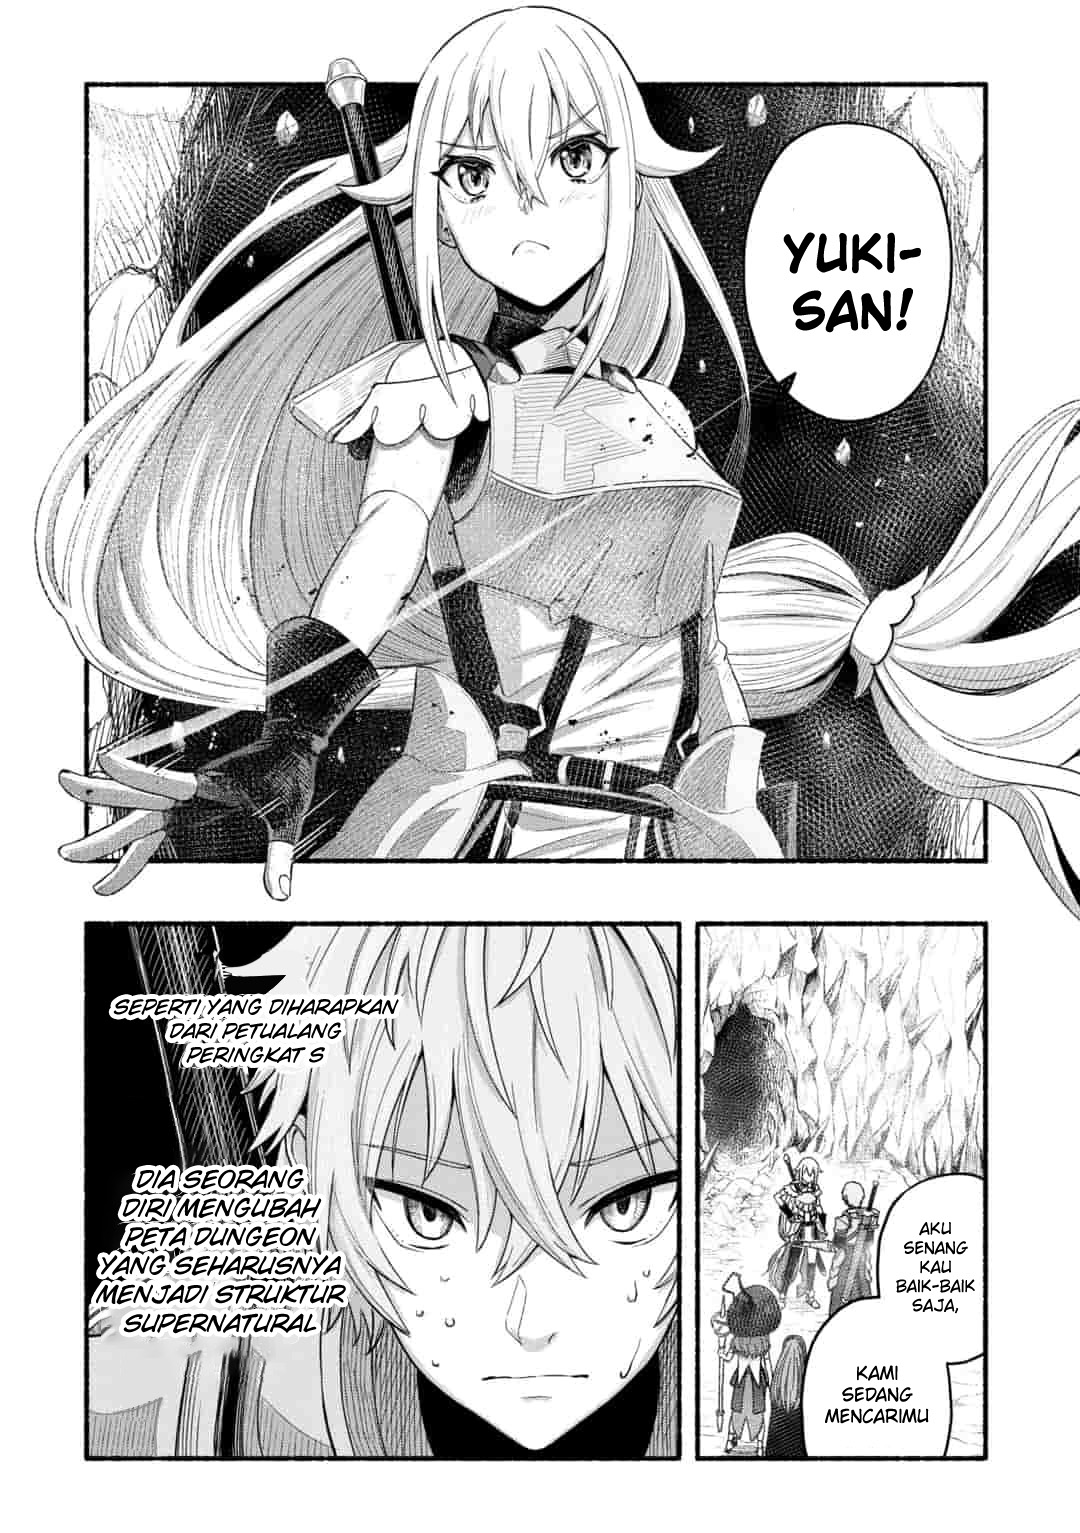 YUKI-
SAN!
SEPERTI YANG DIHARAPKAN
DARI PETUALANG
PERINGKAT S
DIA SEORANG
DIRI MENGUBAH
PETA DUNGEON
YANG SEHARUSNYA
MENJADI STRUKTUR
SUPERNATURAL
AKU
SENANG
KAU
BAIK-BAIK
SAJA,
KAMI
SEDANG
MENCARIMU